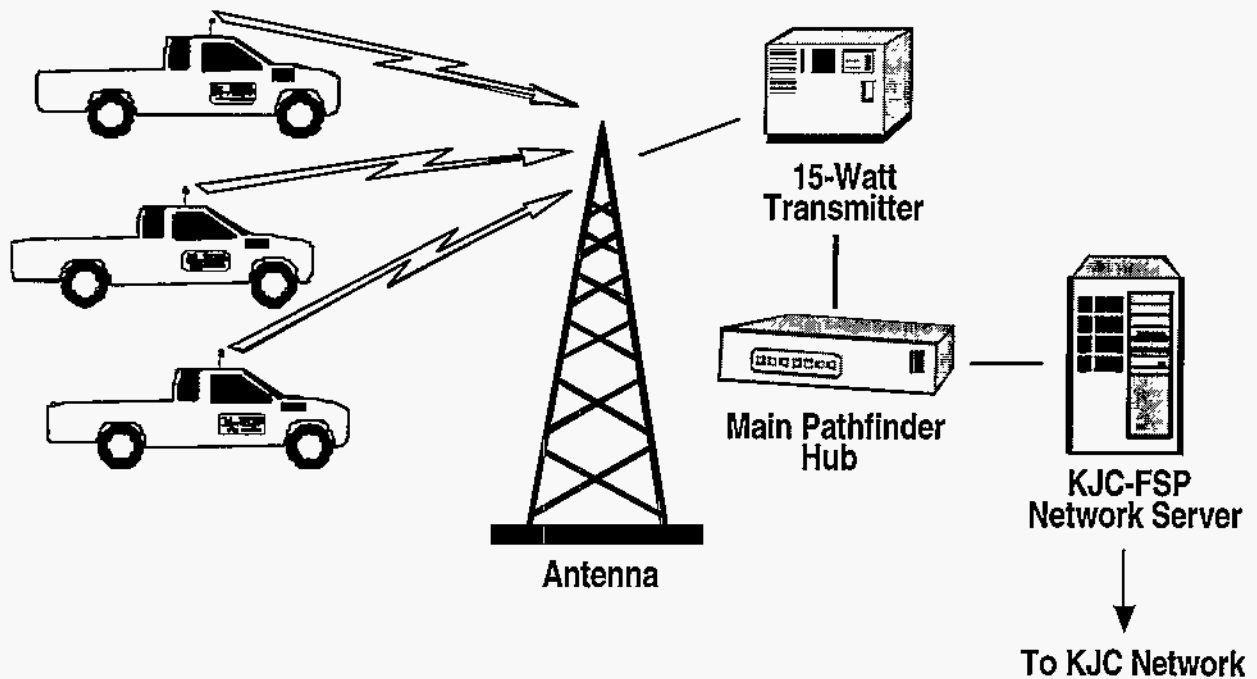 15-Watt
Transmitter
Main Pathfinder
Hub
KJC-FSP
Network Server
Antenna
To KJC Network